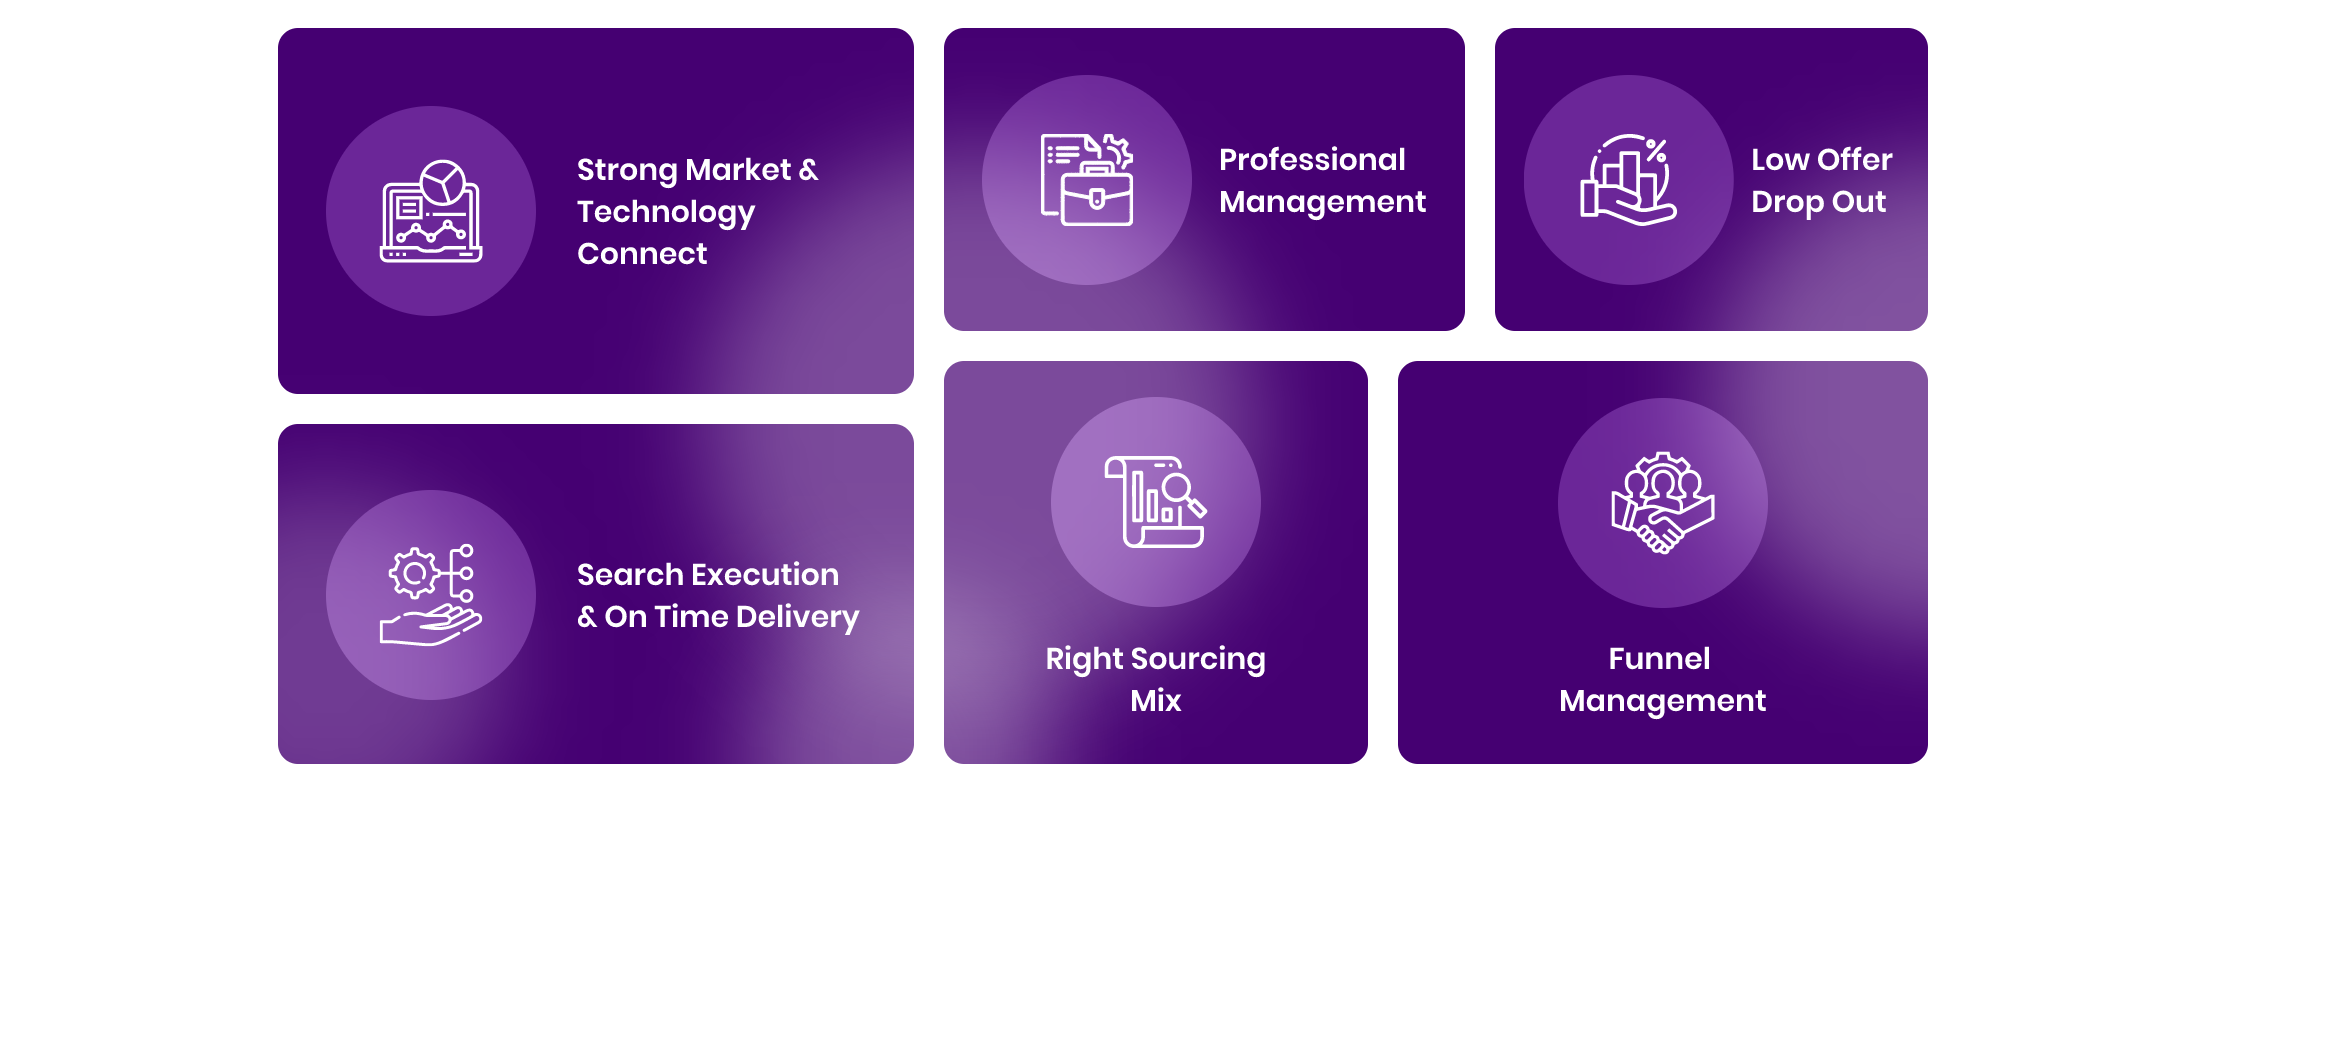 Strong Market &
Technology
Connect
Professional
Management
Low Offer
Drop Out
Search Execution
& On Time Delivery
Right Sourcing
Mix
Funnel
Management